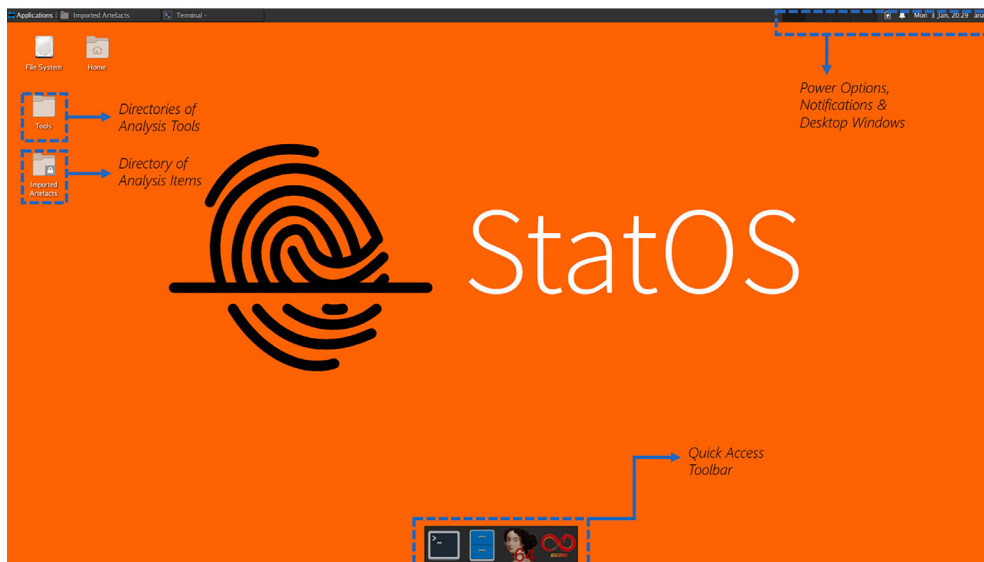 Applications Imported Artefacts Terminal - Mon 3 Jan, 20:29
File System Home
Tools
Directories of
Analysis Tools
Imported
Artefacts
Directory of
Analysis Items
Power Options,
Notifications &
Desktop Windows
StatOS
Quick Access
Toolbar
>_
64